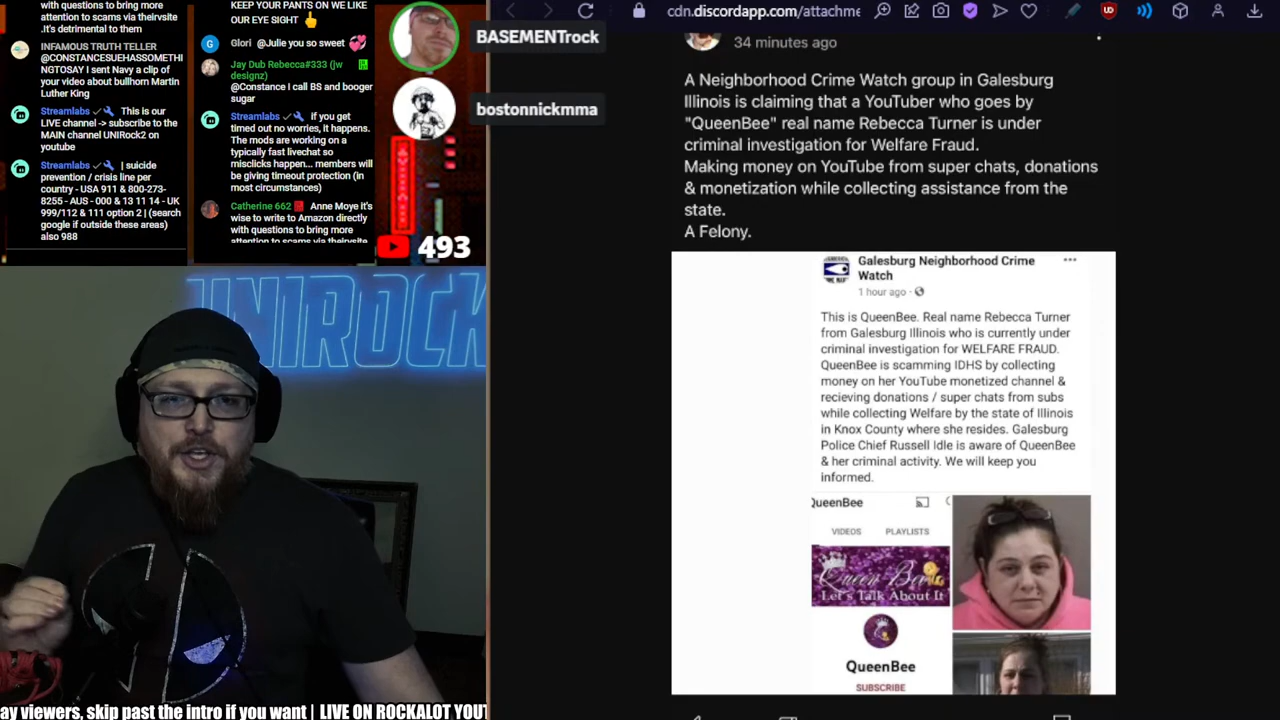 with questions to bring more
attention to scams via theirvsite
.It's detrimental to them
INFAMOUS TRUTH TELLER
@CONSTANCESUEHASSOMETHI
NGTOSAY I sent Navy a clip of
your video about bullhorn Martin
Luther King
Streamlabs This is our
LIVE channel -> subscribe to the
MAIN channel UNIRock2 on
youtube
Streamlabs | suicide
prevention / crisis line per
country - USA 911 & 800-273-
8255 - AUS - 000 & 13 11 14 - UK
999/112 & 111 option 2 | (search
google if outside these areas)
also 988
KEEP YOUR PANTS ON WE LIKE
OUR EYE SIGHT 👆
G Glori @Julie you so sweet 💞
Jay Dub Rebecca#333 (jw
designz)
@Constance I call BS and booger
sugar
Streamlabs If you get
timed out no worries, it happens.
The mods are working on a
typically fast livechat so
misclicks happen... members will
be giving timeout protection (in
most circumstances)
Catherine 662 Anne Moye it's
wise to write to Amazon directly
with questions to bring more
attention to scams via theirvsite
BASEMENTrock
bostonnickmma
493
UNIROCK
cdn.discordapp.com/attachme
34 minutes ago
A Neighborhood Crime Watch group in Galesburg
Illinois is claiming that a YouTuber who goes by
"QueenBee" real name Rebecca Turner is under
criminal investigation for Welfare Fraud.
Making money on YouTube from super chats, donations
& monetization while collecting assistance from the
state.
A Felony.
Galesburg Neighborhood Crime
Watch
1 hour ago
This is QueenBee. Real name Rebecca Turner
from Galesburg Illinois who is currently under
criminal investigation for WELFARE FRAUD.
QueenBee is scamming IDHS by collecting
money on her YouTube monetized channel &
recieving donations / super chats from subs
while collecting Welfare by the state of Illinois
in Knox County where she resides. Galesburg
Police Chief Russell Idle is aware of QueenBee
& her criminal activity. We will keep you
informed.
QueenBee
VIDEOS PLAYLISTS
Queen Bee
Let's Talk About It
QueenBee
SUBSCRIBE
ay viewers, skip past the intro if you want | LIVE ON ROCKALOT YOUT